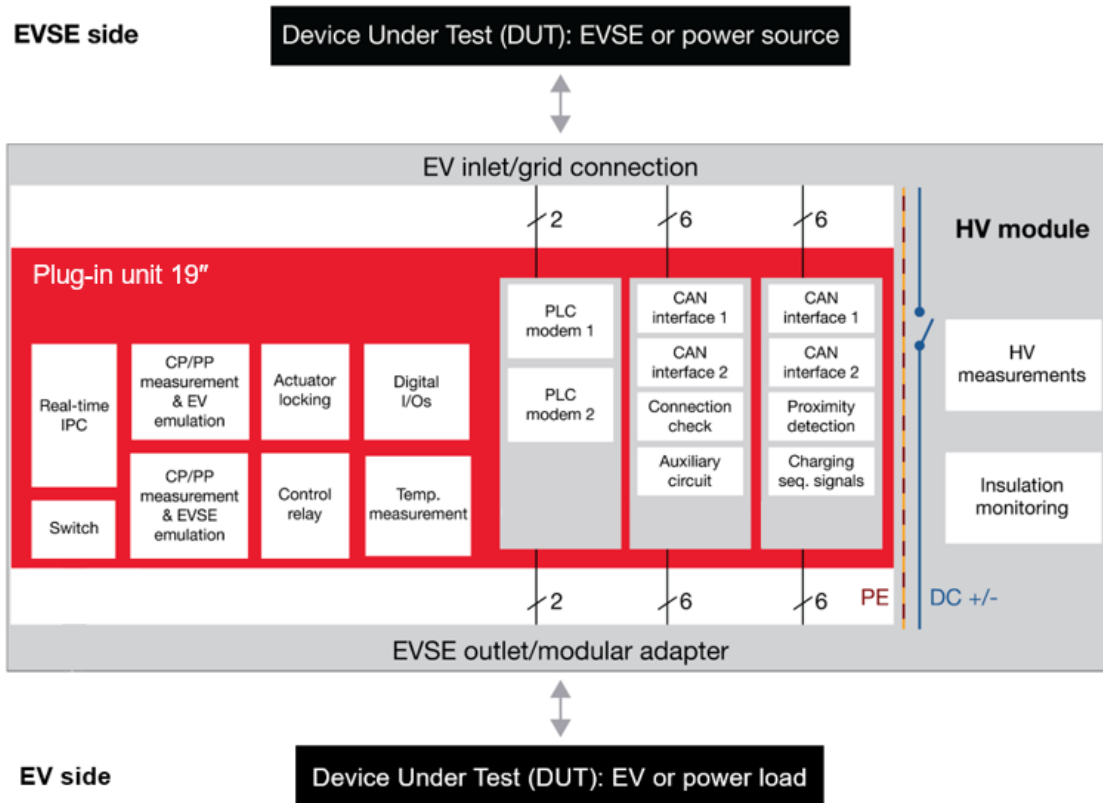 EVSE side
Device Under Test (DUT): EVSE or power source
EV inlet/grid connection
2
6
6
HV module
Plug-in unit 19″
Real-time
IPC
Switch
CP/PP
measurement
& EV
emulation
CP/PP
measurement
& EVSE
emulation
Actuator
locking
Control
relay
Digital
I/Os
Temp.
measurement
PLC
modem 1
PLC
modem 2
CAN
interface 1
CAN
interface 2
Connection
check
Auxiliary
circuit
CAN
interface 1
CAN
interface 2
Proximity
detection
Charging
seq. signals
HV
measurements
Insulation
monitoring
2
6
6
PE
DC +/-
EVSE outlet/modular adapter
EV side
Device Under Test (DUT): EV or power load